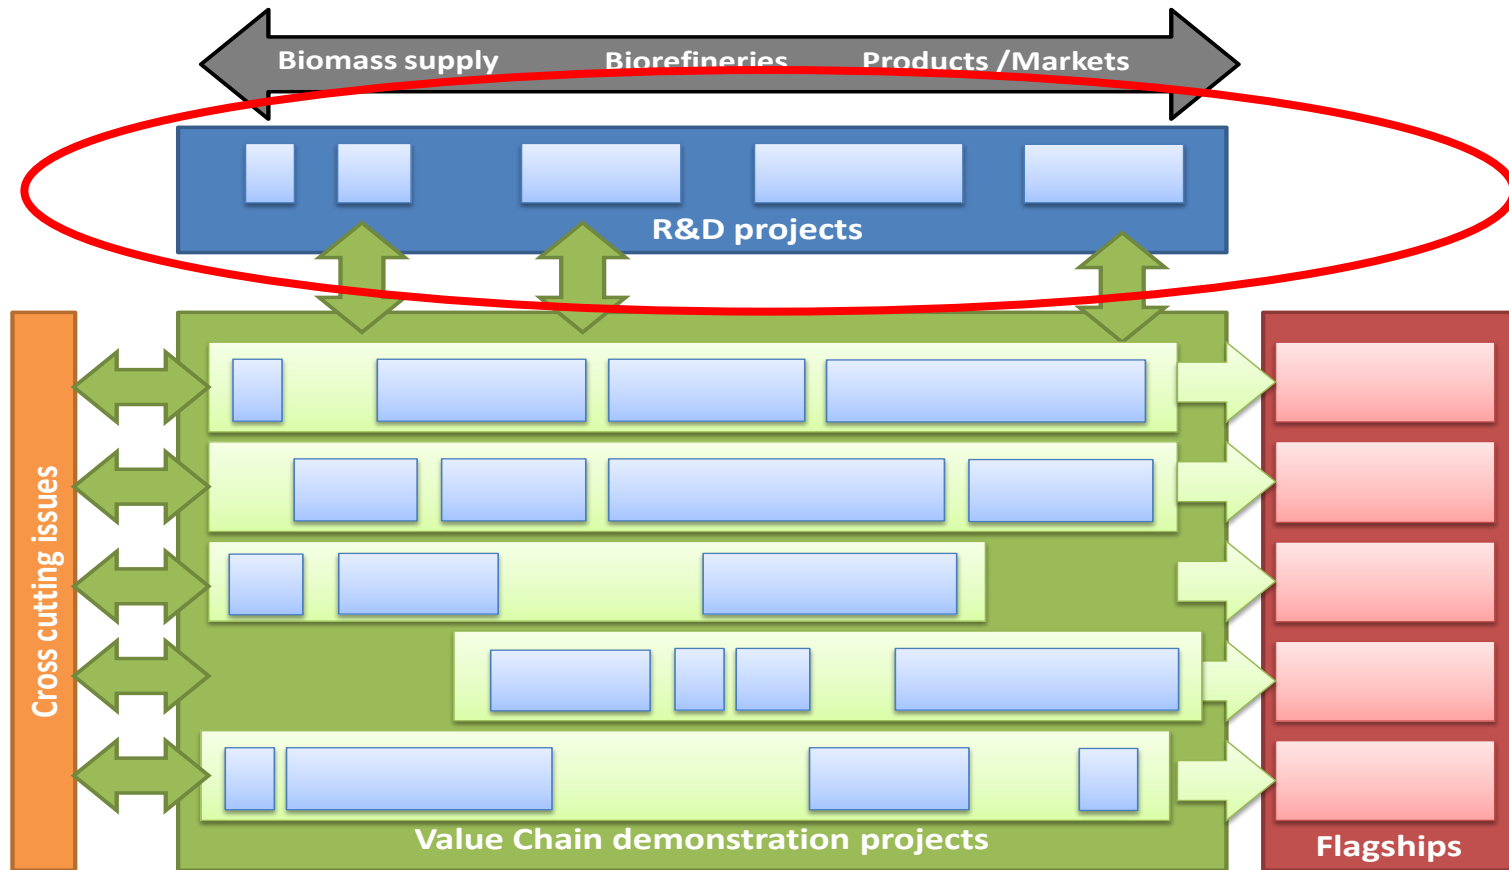 Biomass supply Biorefineries Products /Markets
R&D projects
Cross cutting issues
Value Chain demonstration projects
Flagships